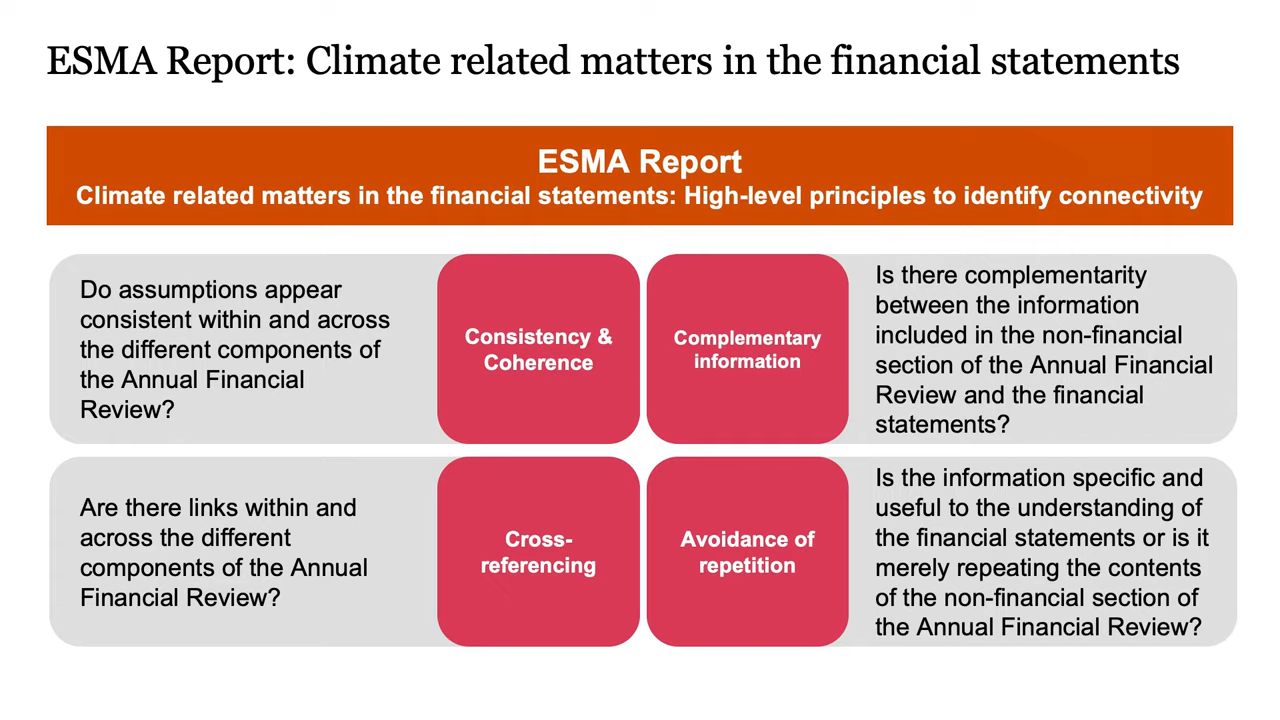 ESMA Report: Climate related matters in the financial statements
ESMA Report
Climate related matters in the financial statements: High-level principles to identify connectivity
Do assumptions appear
consistent within and across
the different components of
the Annual Financial
Review?
Consistency &
Coherence
Complementary
information
Is there complementarity
between the information
included in the non-financial
section of the Annual Financial
Review and the financial
statements?
Are there links within and
across the different
components of the Annual
Financial Review?
Cross-
referencing
Avoidance of
repetition
Is the information specific and
useful to the understanding of
the financial statements or is it
merely repeating the contents
of the non-financial section of
the Annual Financial Review?